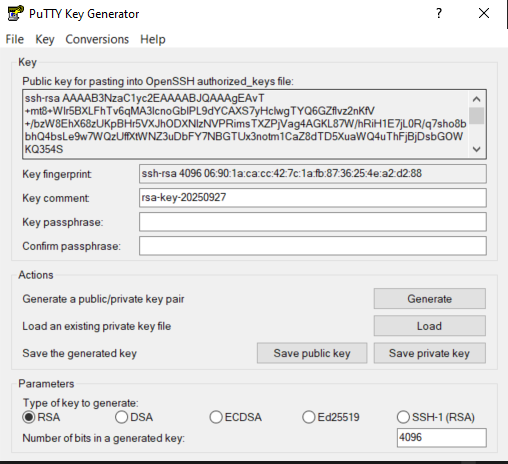 PuTTY Key Generator
?
File Key Conversions Help
Key
Public key for pasting into OpenSSH authorized_keys file:
ssh-rsa AAAAB3NzaC1yc2EAAAABJQAAAgEAvT
+mt8+WIr5BXLFhTv6qMA3IcnoGbIPL9dYCAXS7yHclwgTYQ6GZflvz2nKfV
+/bzW8EhX68zUKpBHr5VXJhODXNIzNVPRimsTXZPjVag4AGKL87W/hRiH1E7jL0R/q7sho8b
bhQ4bsLe9w7WQzUffXtWNZ3uDbFY7NBGTUx3notm1CaZ8dTD5XuaWQ4uThFjBjDsbGOW
KQ354S
Key fingerprint: ssh-rsa 4096 06:90:1a:ca:cc:42:7c:1a:fb:87:36:25:4e:a2:d2:88
Key comment: rsa-key-20250927
Key passphrase:
Confirm passphrase:
Actions
Generate a public/private key pair Generate
Load an existing private key file Load
Save the generated key Save public key Save private key
Parameters
Type of key to generate:
RSA DSA ECDSA Ed25519 SSH-1 (RSA)
Number of bits in a generated key: 4096